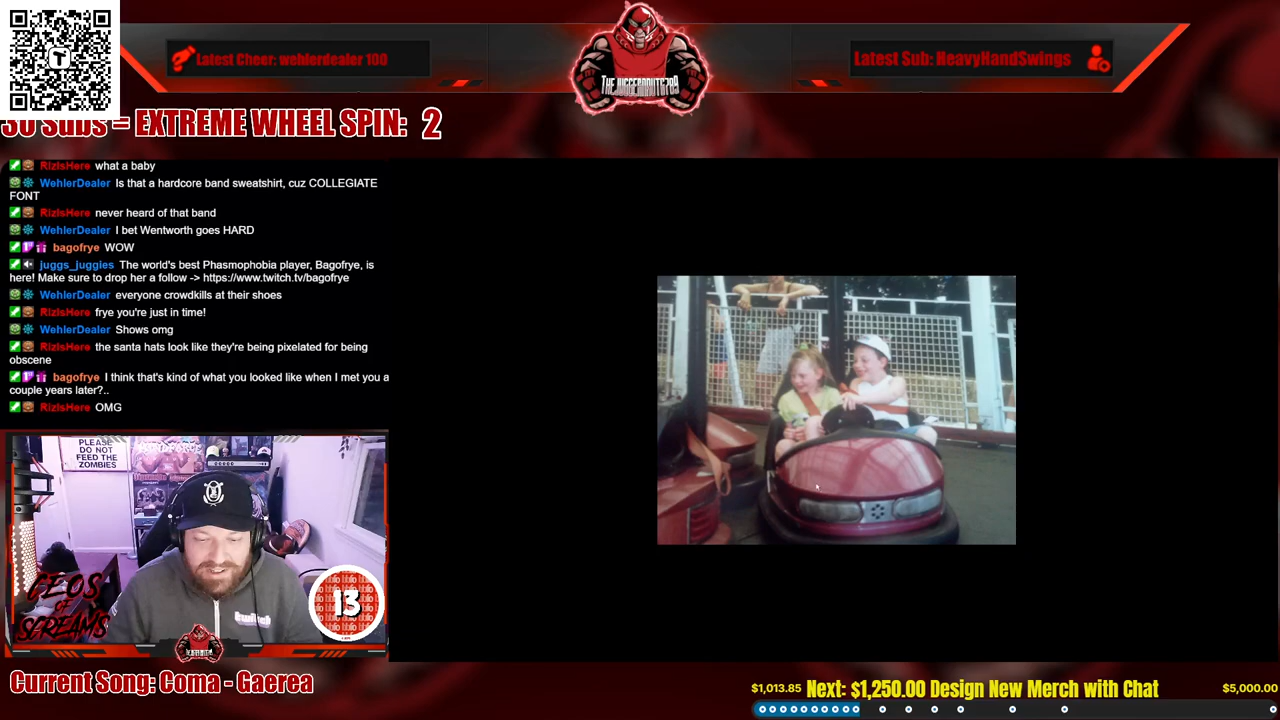 Latest Cheer: wehlerdealer 100
THEJUGGERNAUT6789
Latest Sub: HeavyHandSwings
30 Subs = EXTREME WHEEL SPIN: 2
RizIsHere what a baby
WehlerDealer Is that a hardcore band sweatshirt, cuz COLLEGIATE
FONT
RizIsHere never heard of that band
WehlerDealer I bet Wentworth goes HARD
bagofrye WOW
juggs_juggies The world's best Phasmophobia player, Bagofrye, is
here! Make sure to drop her a follow -> https://www.twitch.tv/bagofrye
WehlerDealer everyone crowdkills at their shoes
RizIsHere frye you're just in time!
WehlerDealer Shows omg
RizIsHere the santa hats look like they're being pixelated for being
obscene
bagofrye I think that's kind of what you looked like when I met you a
couple years later?..
RizIsHere OMG
PLEASE
DO NOT
FEED THE
ZOMBIES
CEOS
OF
SCREAMS
twitch
13
Current Song: Coma - Gaerea
$1,013.85 Next: $1,250.00 Design New Merch with Chat $5,000.00